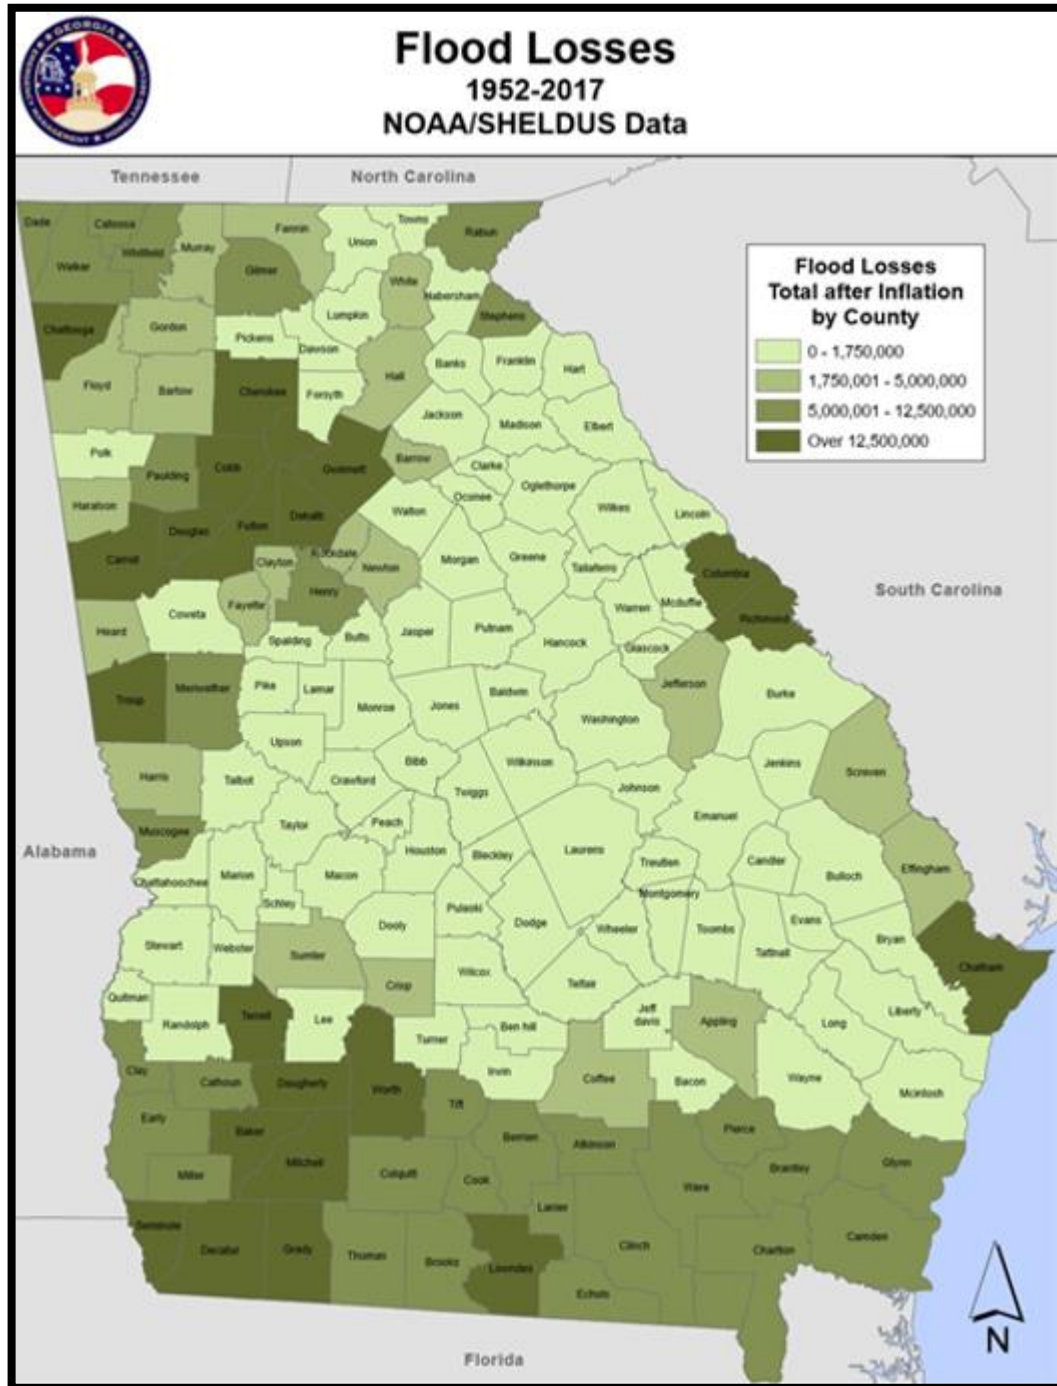 GEORGIA
Flood Losses
1952-2017
NOAA/SHELDUS Data
Tennessee
North Carolina
Flood Losses
Total after Inflation
by County
0 - 1,750,000
1,750,001 - 5,000,000
5,000,001 - 12,500,000
Over 12,500,000
South Carolina
Alabama
Florida
N
Dade
Catoosa
Whitfield
Walker
Murray
Fannin
Gilmer
Union
Towns
Rabun
White
Habersham
Stephens
Lumpkin
Chattooga
Gordon
Pickens
Dawson
Floyd
Bartow
Cherokee
Forsyth
Hall
Banks
Franklin
Hart
Jackson
Madison
Elbert
Polk
Paulding
Cobb
Gwinnett
Barrow
Clarke
Oconee
Oglethorpe
Wilkes
Lincoln
Haralson
Douglas
Fulton
Dekalb
Walton
Carroll
Clayton
Rockdale
Newton
Morgan
Greene
Taliaferro
Columbia
Mcduffie
Warren
Richmond
Heard
Coweta
Fayette
Henry
Spalding
Butts
Jasper
Putnam
Hancock
Glascock
Jefferson
Burke
Troup
Meriwether
Pike
Lamar
Monroe
Jones
Baldwin
Washington
Upson
Harris
Talbot
Crawford
Bibb
Wilkinson
Twiggs
Johnson
Jenkins
Screven
Emanuel
Muscogee
Taylor
Peach
Houston
Bleckley
Laurens
Treutlen
Candler
Bulloch
Effingham
Chattahoochee
Marion
Macon
Schley
Dooly
Pulaski
Dodge
Wheeler
Montgomery
Toombs
Tattnall
Evans
Bryan
Chatham
Stewart
Webster
Sumter
Crisp
Wilcox
Telfair
Quitman
Randolph
Terrell
Lee
Turner
Ben hill
Jeff
davis
Appling
Long
Liberty
Irwin
Coffee
Bacon
Wayne
Mcintosh
Clay
Calhoun
Dougherty
Worth
Tift
Early
Baker
Mitchell
Miller
Colquitt
Cook
Berrien
Atkinson
Pierce
Ware
Brantley
Glynn
Lanier
Seminole
Decatur
Grady
Thomas
Brooks
Lowndes
Clinch
Echols
Charlton
Camden